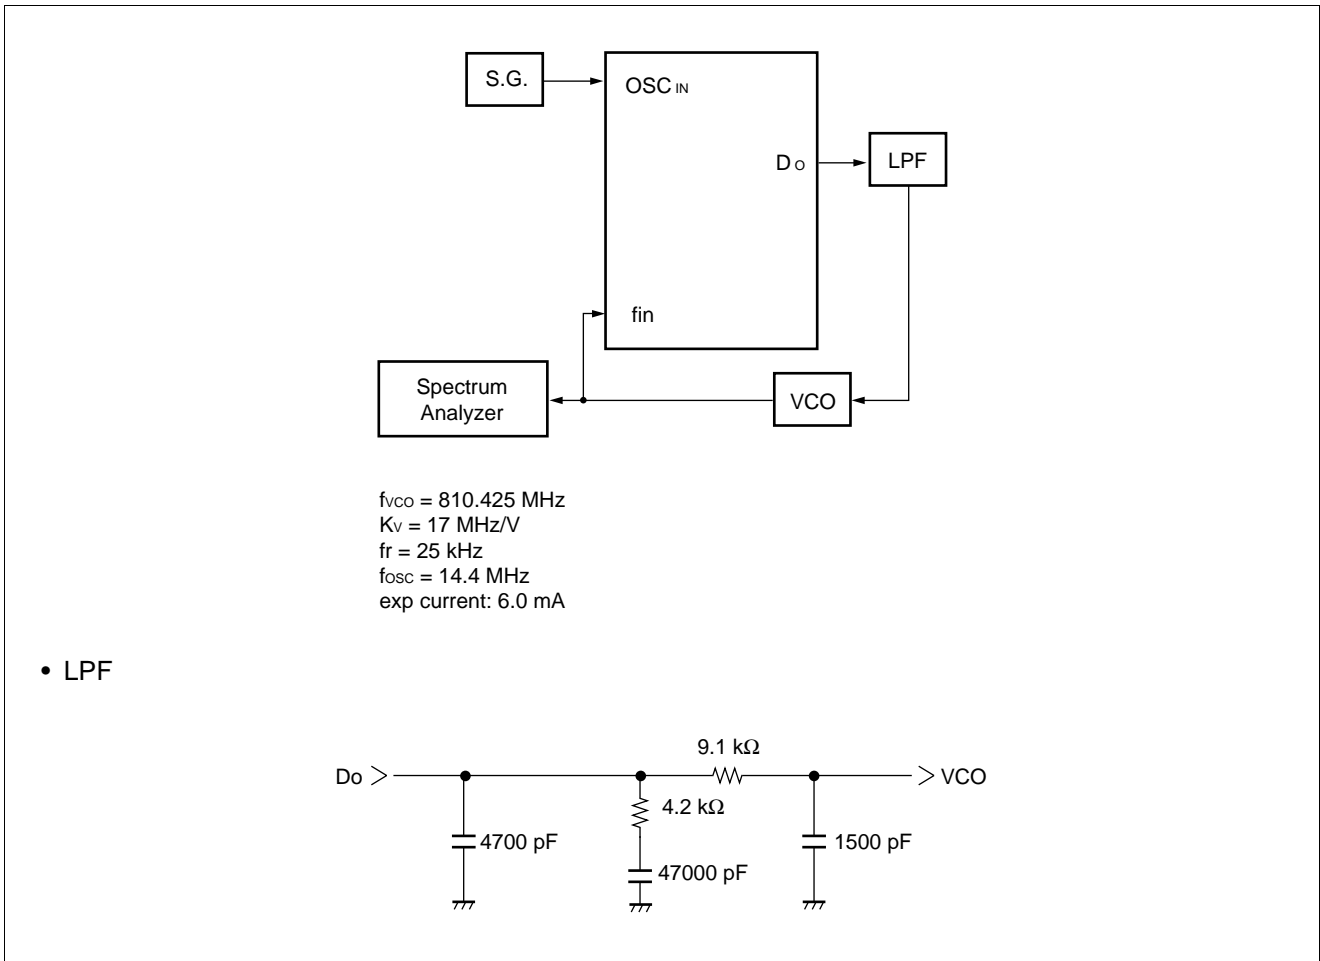 S.G.
OSC IN
Do
LPF
fin
Spectrum
Analyzer
VCO
fVCO = 810.425 MHz
KV = 17 MHz/V
fr = 25 kHz
fOSC = 14.4 MHz
exp current: 6.0 mA
• LPF
9.1 kΩ
Do
VCO
4.2 kΩ
4700 pF
1500 pF
47000 pF